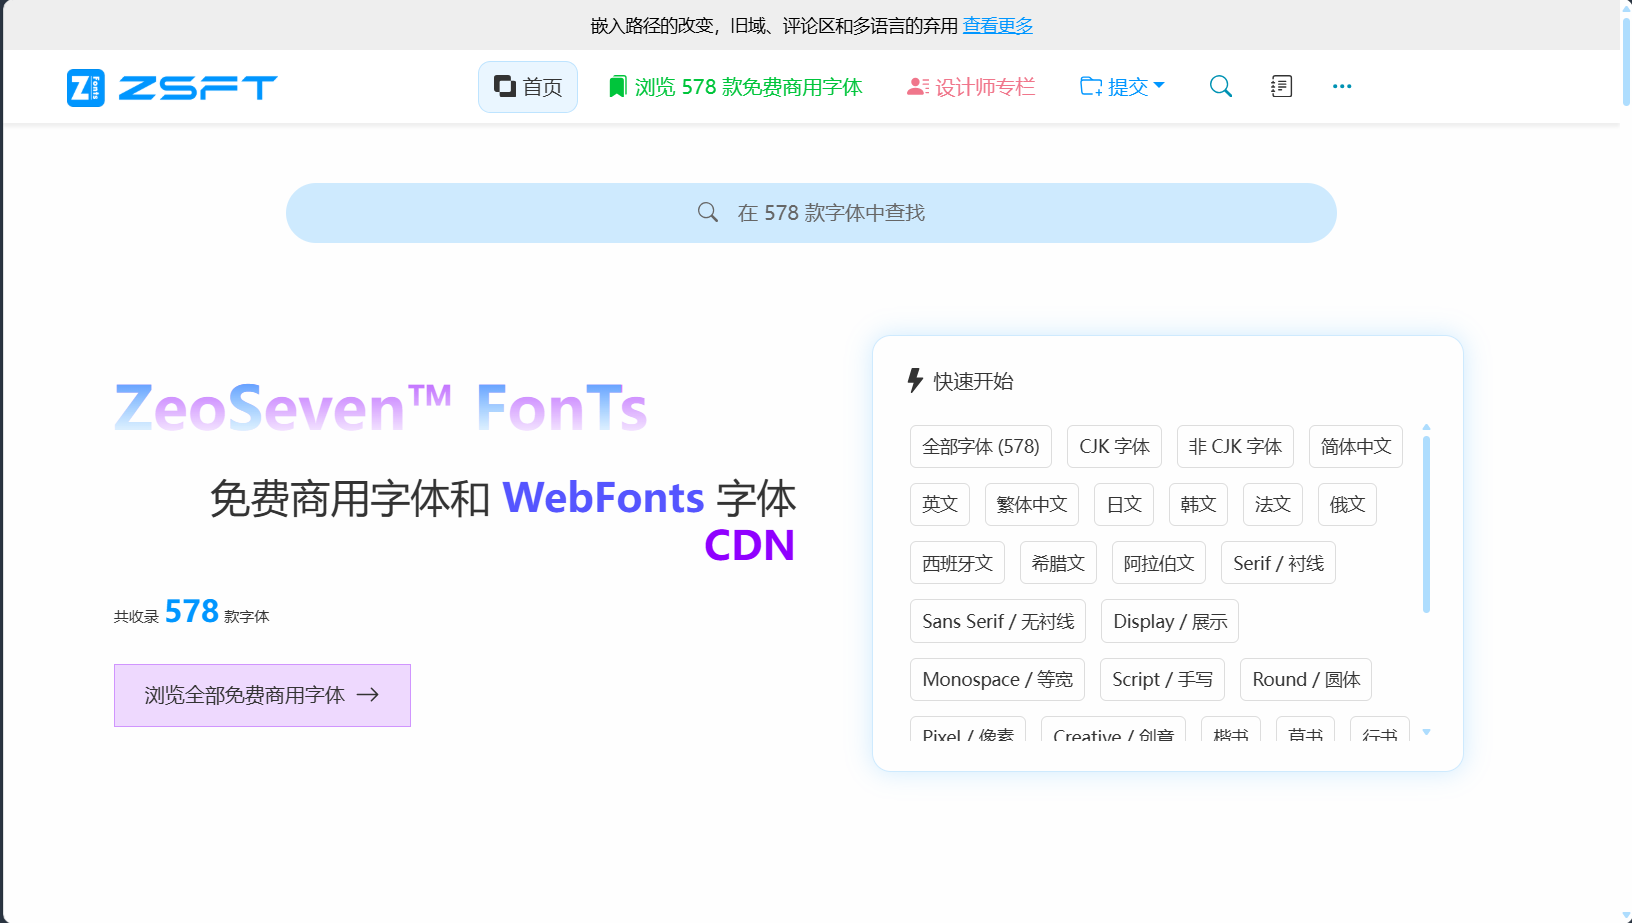 嵌入路径的改变，旧域、评论区和多语言的弃用 查看更多
Z Fonts ZSFT 首页 浏览 578 款免费商用字体 设计师专栏 提交
在 578 款字体中查找
ZeoSeven™ FonTs
免费商用字体和 WebFonts 字体
CDN
共收录 578 款字体
浏览全部免费商用字体
快速开始
全部字体 (578) CJK 字体 非 CJK 字体 简体中文
英文 繁体中文 日文 韩文 法文 俄文
西班牙文 希腊文 阿拉伯文 Serif / 衬线
Sans Serif / 无衬线 Display / 展示
Monospace / 等宽 Script / 手写 Round / 圆体
Pixel / 像素 Creative / 创意 楷书 草书 行书